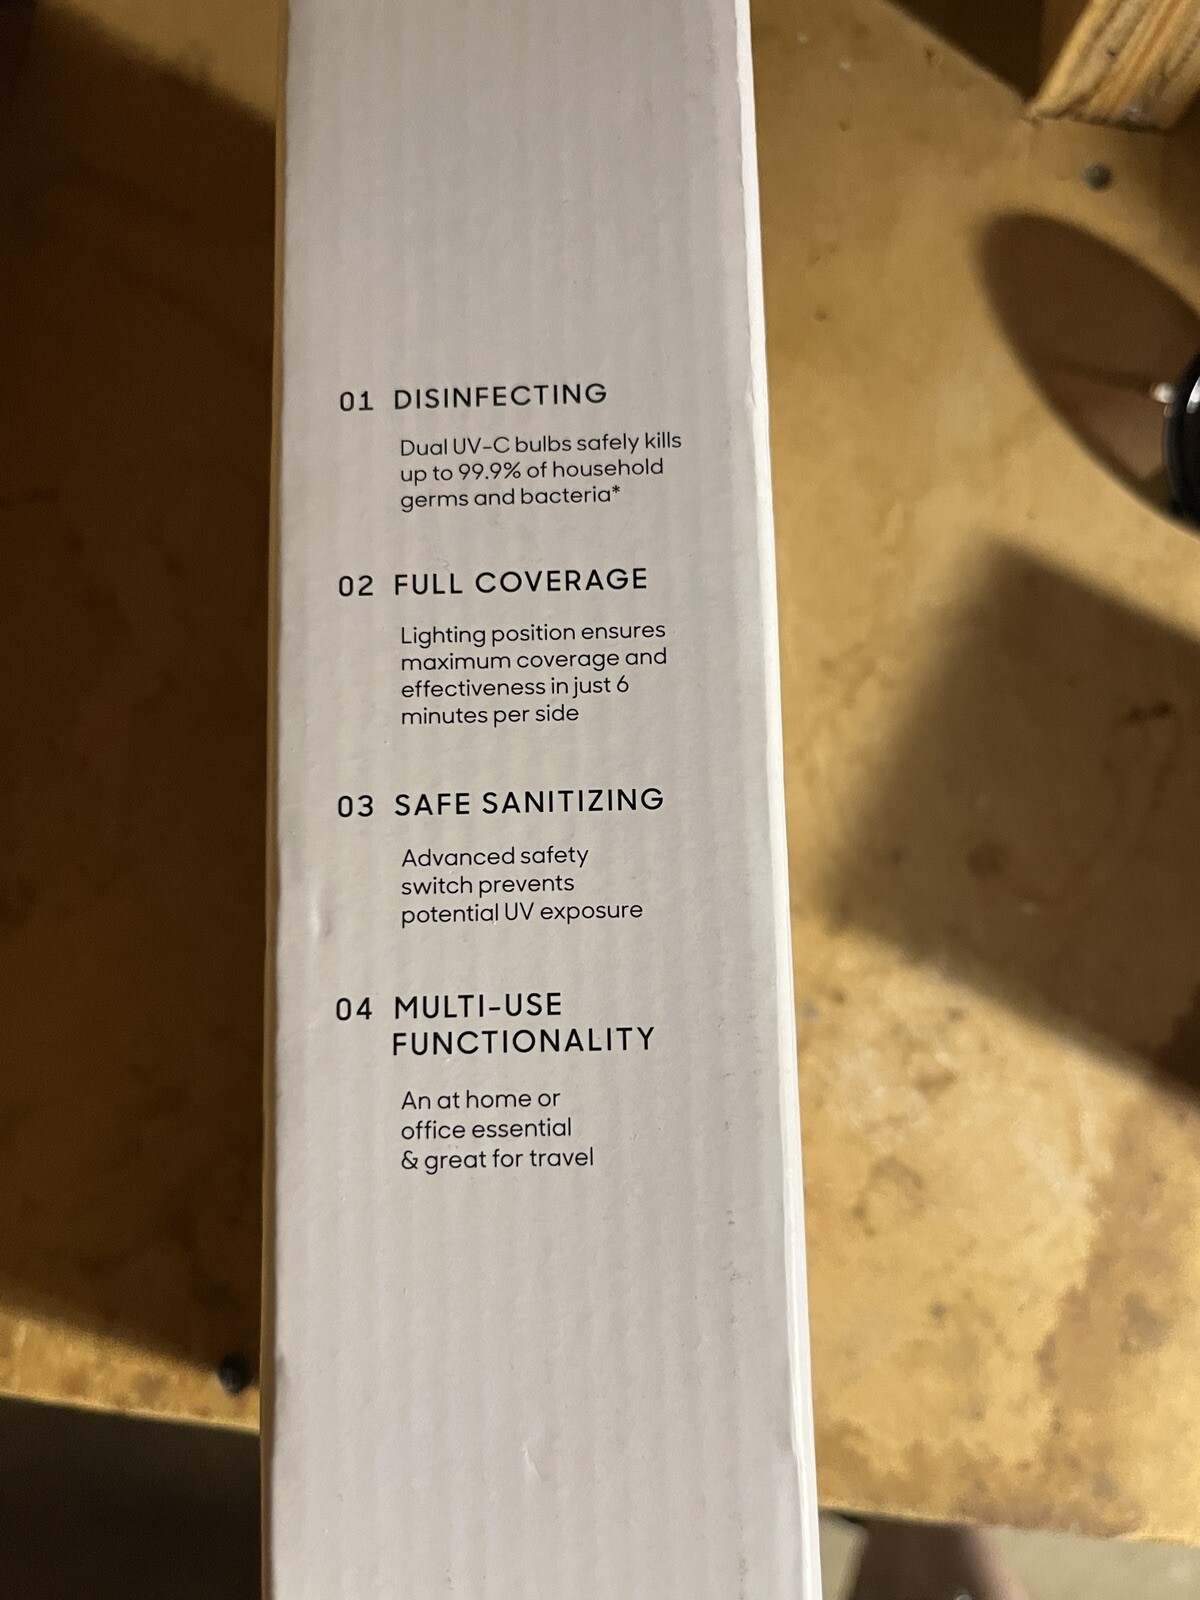 01 DISINFECTING
Dual UV-C bulbs safely kills
up to 99.9% of household
germs and bacteria*
02 FULL COVERAGE
Lighting position ensures
maximum coverage and
effectiveness in just 6
minutes per side
03 SAFE SANITIZING
Advanced safety
switch prevents
potential UV exposure
04 MULTI-USE
FUNCTIONALITY
An at home or
office essential
& great for travel